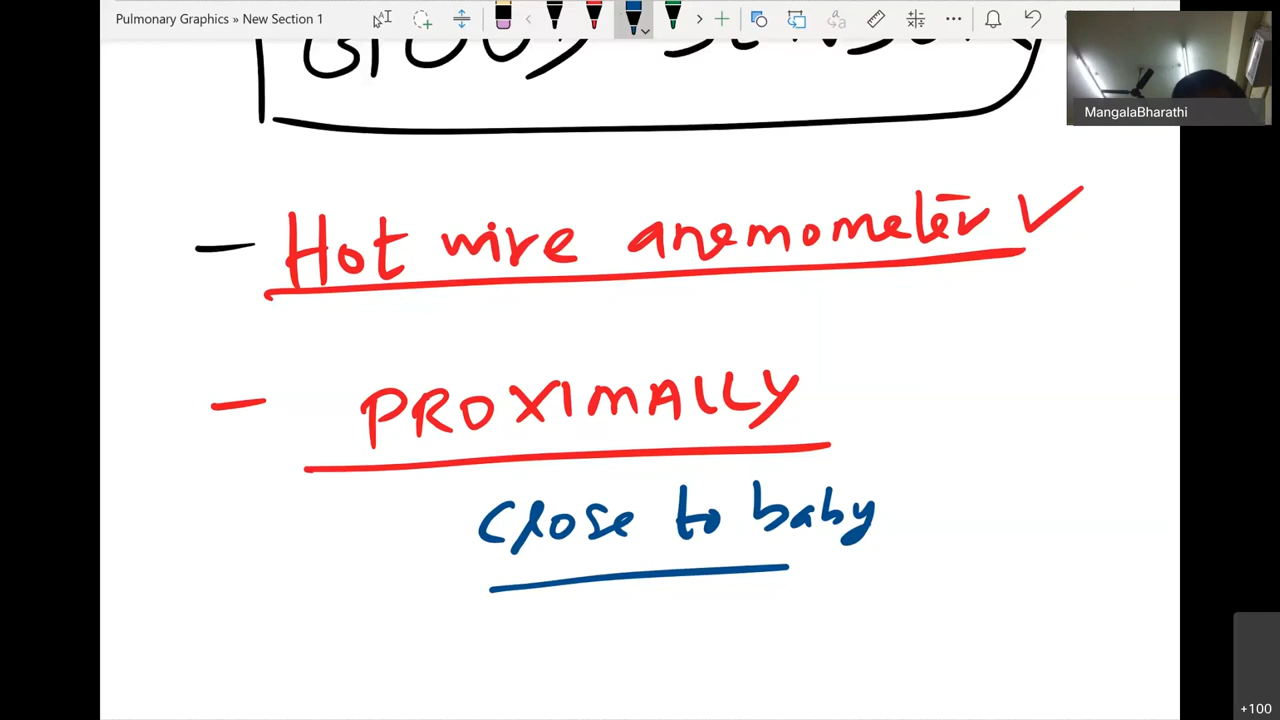 Pulmonary Graphics » New Section 1
MangalaBharathi
- Hot wire anemometer ✓
- PROXIMALLY
close to baby
+100